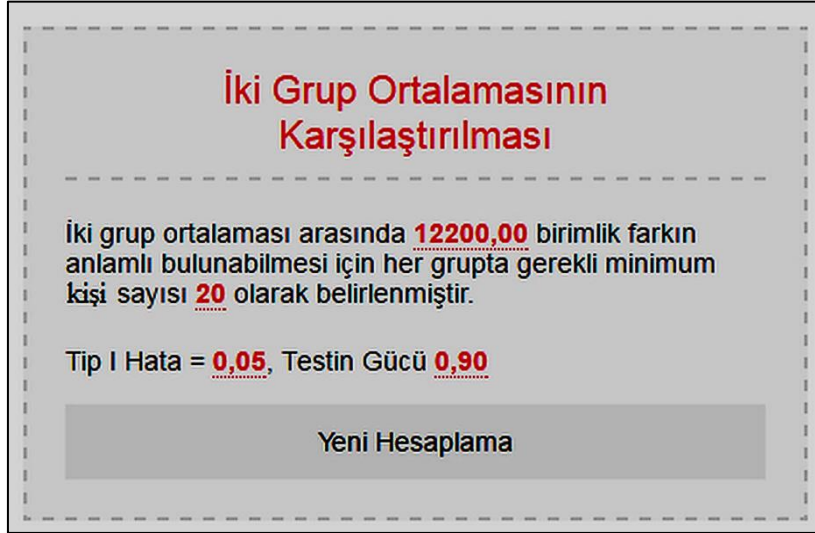 İki Grup Ortalamasının
Karşılaştırılması
İki grup ortalaması arasında 12200,00 birimlik farkın
anlamlı bulunabilmesi için her grupta gerekli minimum
kişi sayısı 20 olarak belirlenmiştir.
Tip I Hata = 0,05, Testin Gücü 0,90
Yeni Hesaplama